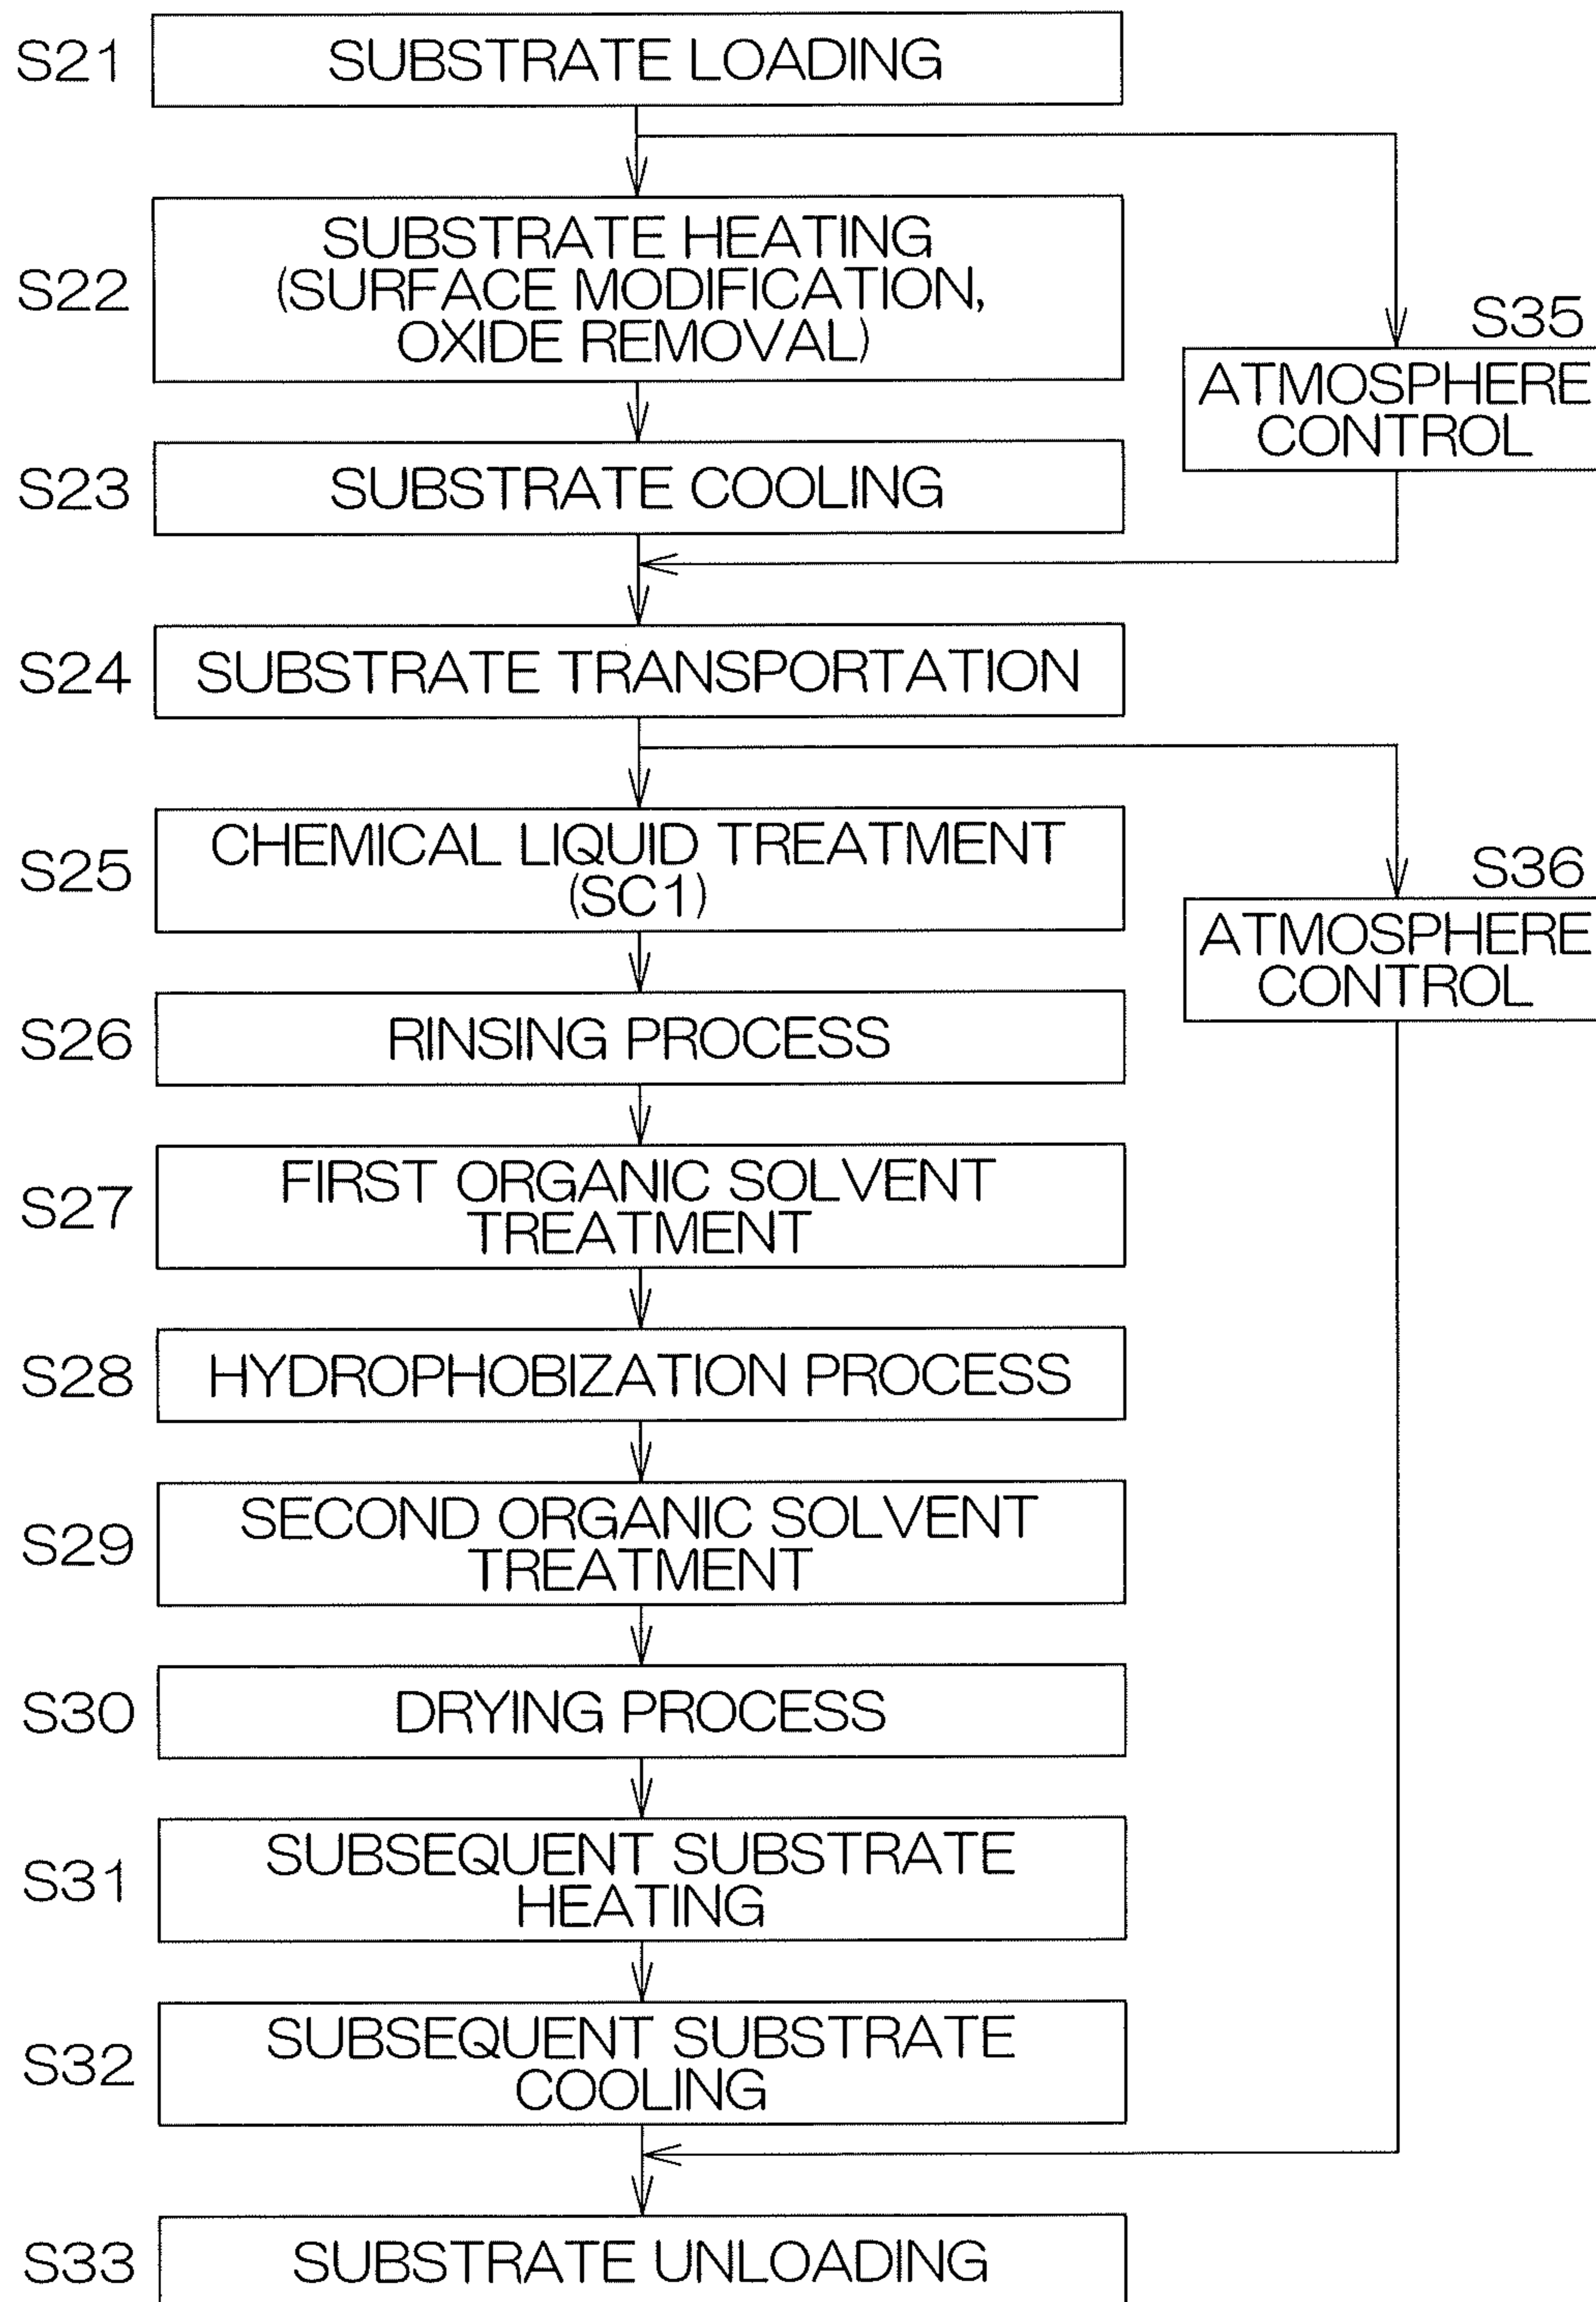 S21
SUBSTRATE LOADING
S22
SUBSTRATE HEATING
(SURFACE MODIFICATION,
OXIDE REMOVAL)
S35
ATMOSPHERE
CONTROL
S23
SUBSTRATE COOLING
S24
SUBSTRATE TRANSPORTATION
S25
CHEMICAL LIQUID TREATMENT
(SC1)
S36
ATMOSPHERE
CONTROL
S26
RINSING PROCESS
S27
FIRST ORGANIC SOLVENT
TREATMENT
S28
HYDROPHOBIZATION PROCESS
S29
SECOND ORGANIC SOLVENT
TREATMENT
S30
DRYING PROCESS
S31
SUBSEQUENT SUBSTRATE
HEATING
S32
SUBSEQUENT SUBSTRATE
COOLING
S33
SUBSTRATE UNLOADING